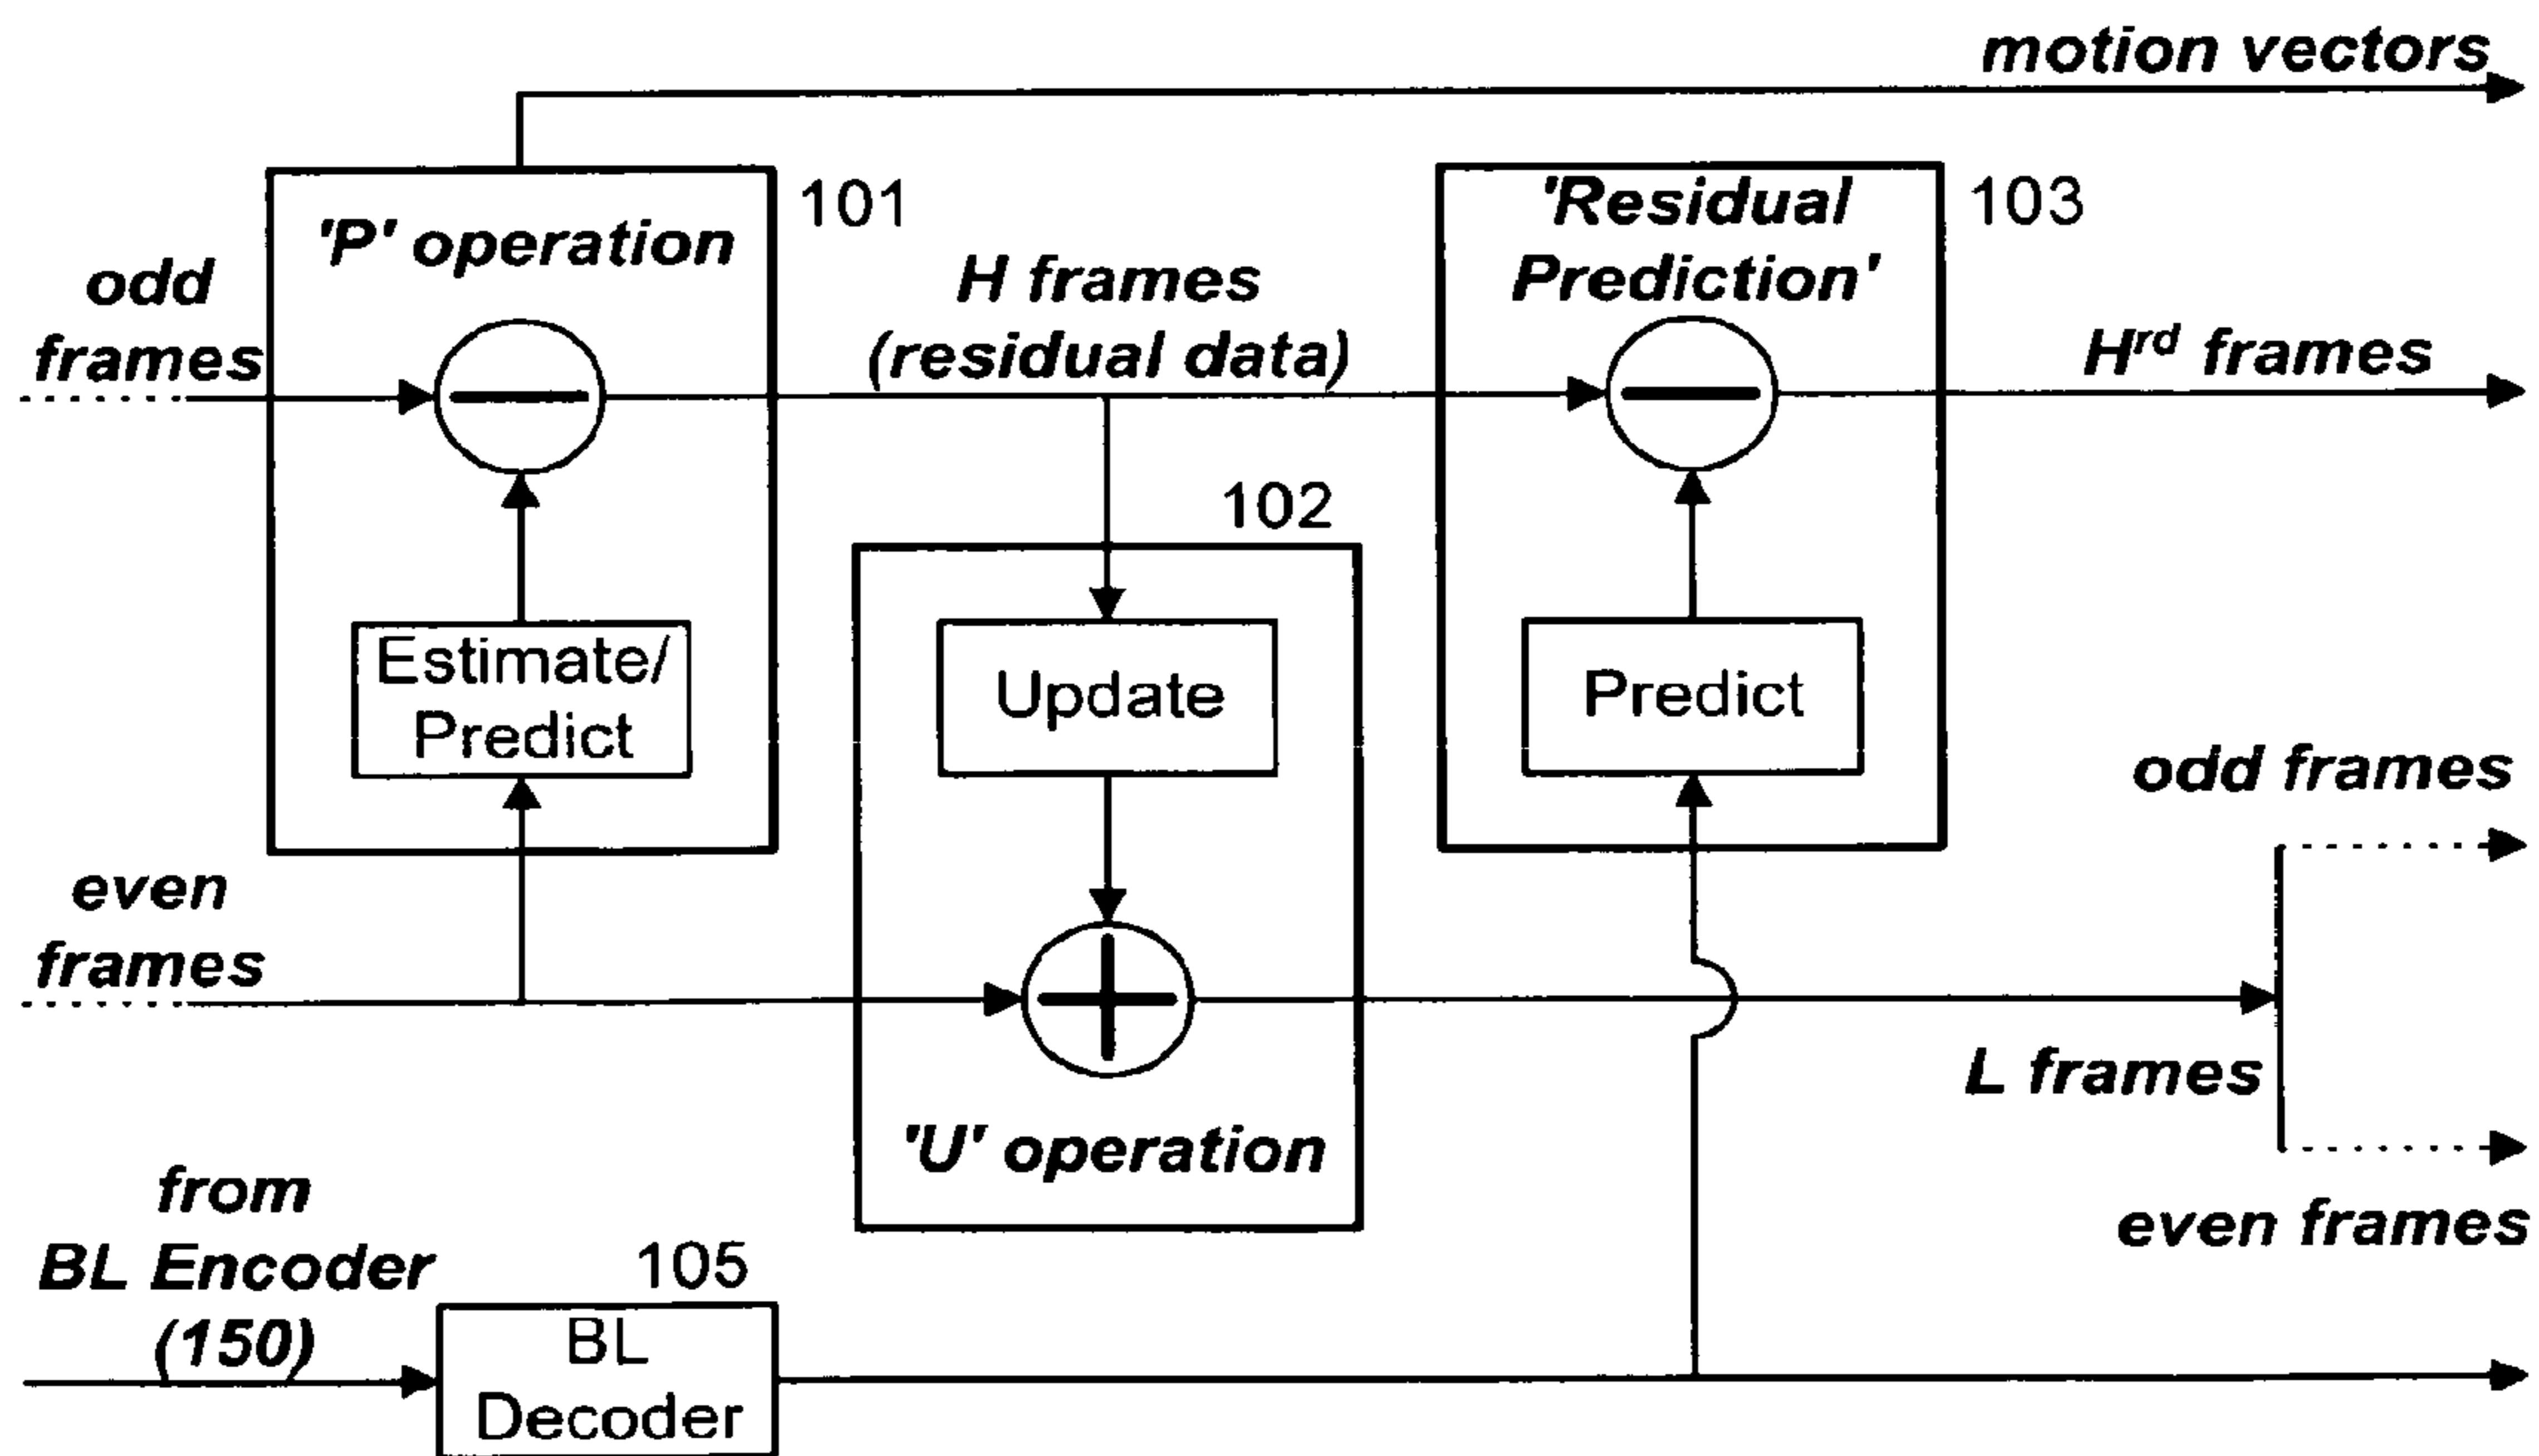 motion vectors
101
'P' operation
odd
frames
H frames
(residual data)
'Residual
Prediction'
103
Hʳᵈ frames
102
Estimate/
Predict
Update
Predict
odd frames
even
frames
L frames
'U' operation
even frames
from
BL Encoder
(150)
105
BL
Decoder